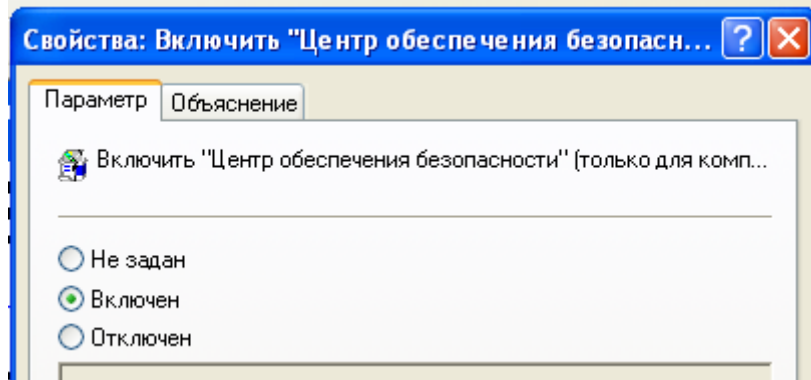 Свойства: Включить "Центр обеспечения безопасн... ?
Параметр Объяснение
Включить "Центр обеспечения безопасности" (только для комп...
Не задан
Включен
Отключен